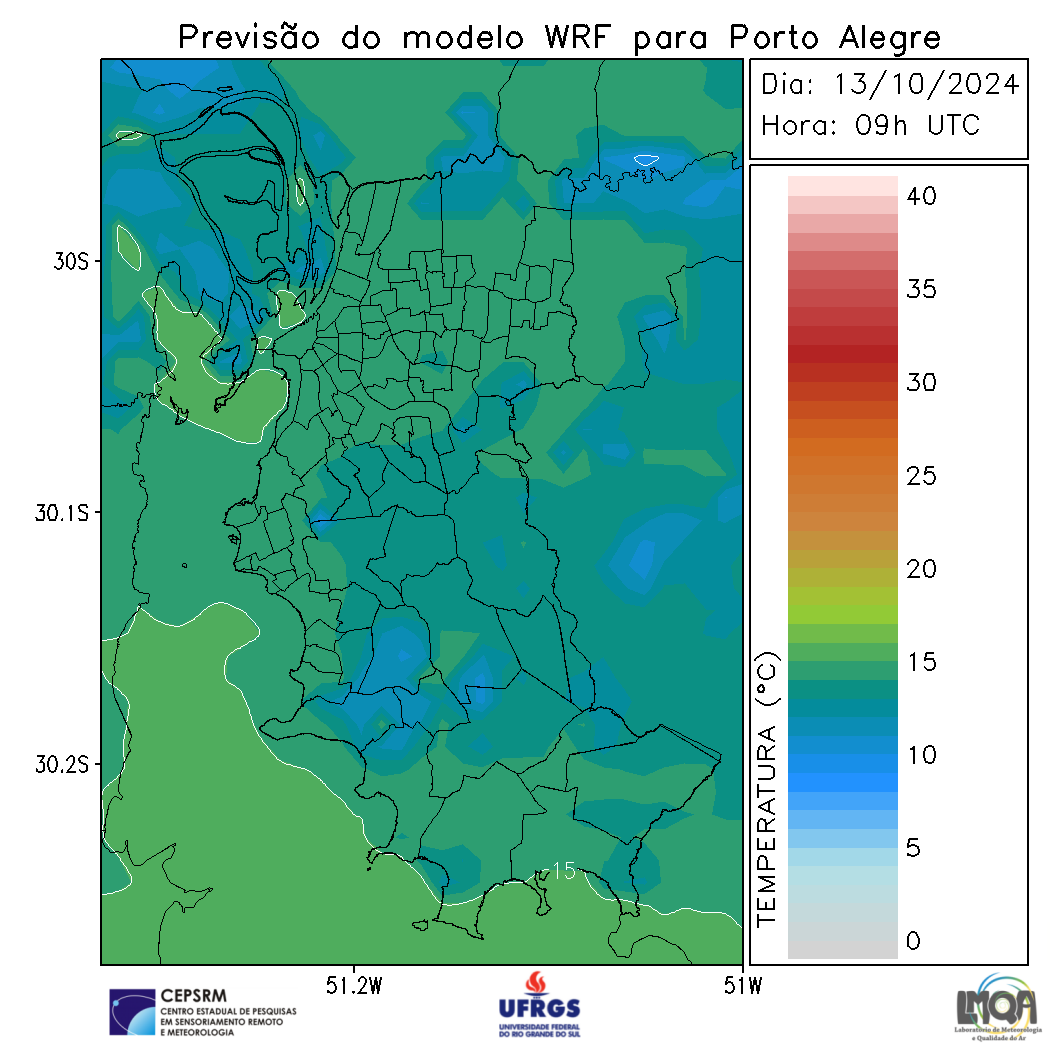 Previsão do modelo WRF para Porto Alegre
Dia: 13/10/2024
Hora: 09h UTC
30S
30.1S
30.2S
51.2W
51W
15
TEMPERATURA (°C)
40
35
30
25
20
15
10
5
0
CEPSRM
CENTRO ESTADUAL DE PESQUISAS
EM SENSORIAMENTO REMOTO
E METEOROLOGIA
UFRGS
UNIVERSIDADE FEDERAL
DO RIO GRANDE DO SUL
LMQA
Laboratório de Meteorologia
e Qualidade do Ar